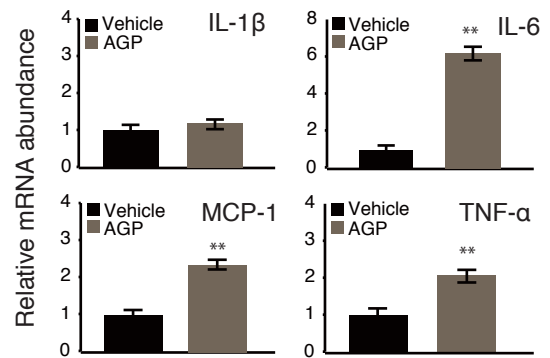 Relative mRNA abundance
4
3
2
1
0
Vehicle
AGP
IL-1β
8
6
4
2
0
Vehicle
AGP
IL-6
**
4
3
2
1
0
Vehicle
AGP
MCP-1
**
4
3
2
1
0
Vehicle
AGP
TNF-α
**